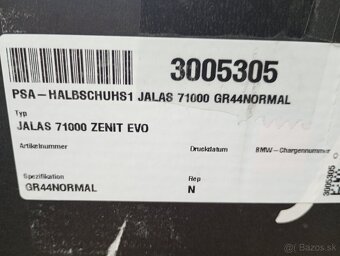 3005305
PSA-HALBSCHUHS1 JALAS 71000 GR44NORMAL
Typ
JALAS 71000 ZENIT EVO
Artikelnummer
Druckdatum
BMW-Chargennummer
Spezifikation
GR44NORMAL
Rep
N
3005305
bazos.sk